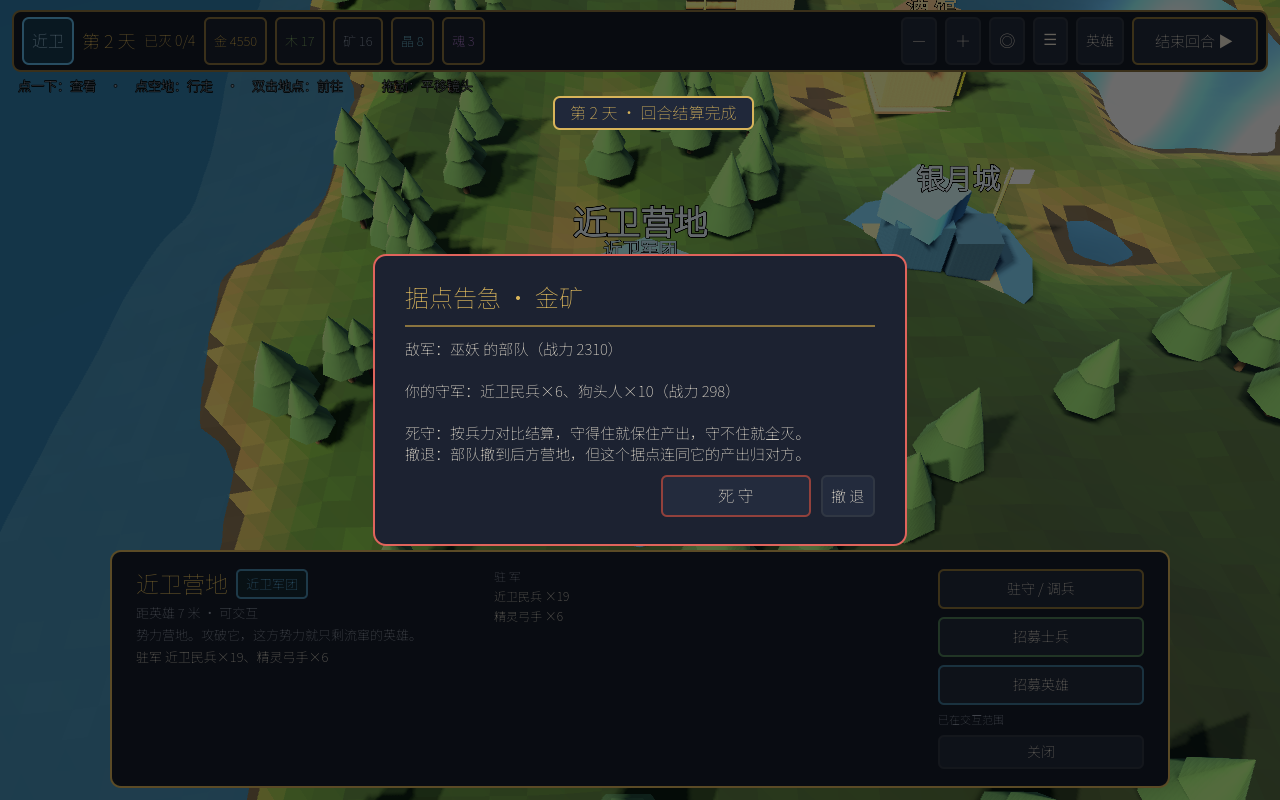 近卫
第 2 天
已灭 0/4
金 4550
木 17
矿 16
晶 8
魂 3
英雄
结束回合 ▶
点一下：查看 ◦ 点空地：行走 ◦ 双击地点：前往 ◦ 拖动：平移镜头
第 2 天 · 回合结算完成
银月城
近卫营地
近卫军团
据点告急 · 金矿
敌军：巫妖 的部队（战力 2310）
你的守军：近卫民兵×6、狗头人×10（战力 298）
死守：按兵力对比结算，守得住就保住产出，守不住就全灭。
撤退：部队撤到后方营地，但这个据点连同它的产出归对方。
死 守
撤 退
近卫营地
近卫军团
距英雄 7 米 · 可交互
势力营地。攻破它，这方势力就只剩流窜的英雄。
驻军 近卫民兵×19、精灵弓手×6
驻 军
近卫民兵 ×19
精灵弓手 ×6
驻守 / 调兵
招募士兵
招募英雄
已在交互范围
关闭